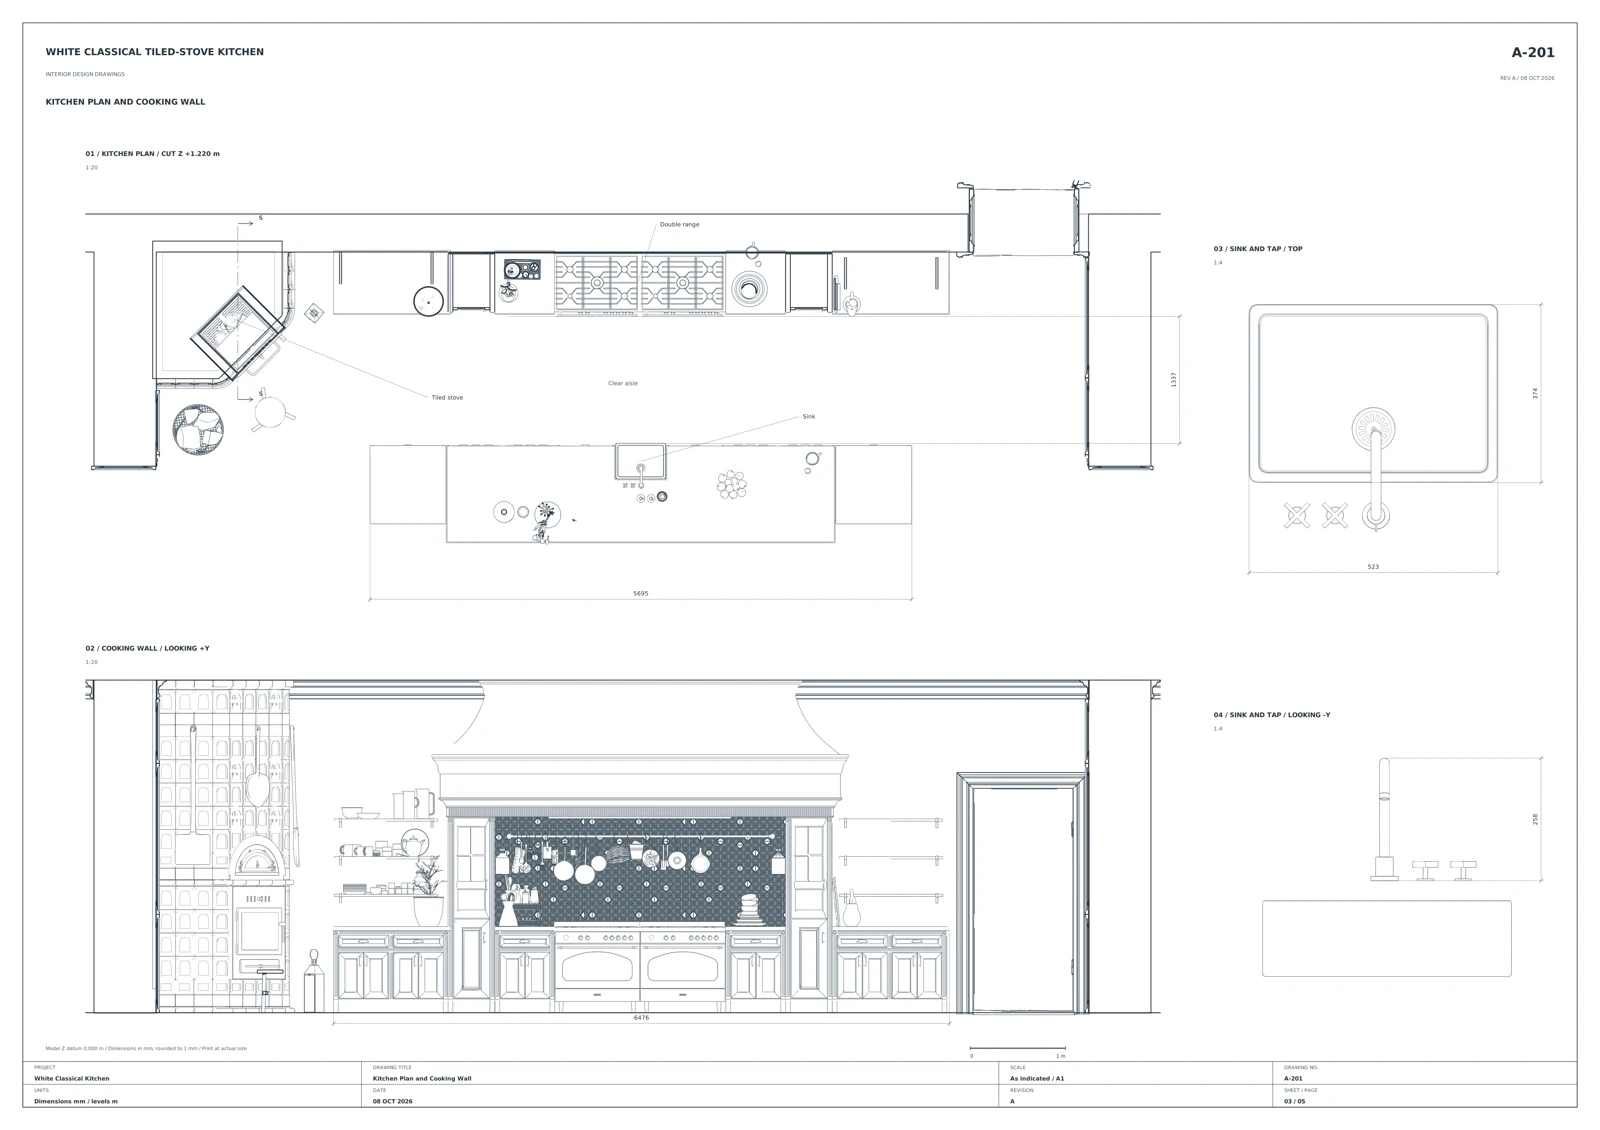 WHITE CLASSICAL TILED-STOVE KITCHEN
A-201
INTERIOR DESIGN DRAWINGS
REV A / 08 OCT 2026
KITCHEN PLAN AND COOKING WALL
01 / KITCHEN PLAN / CUT Z +1.220 m
1:20
S
Double range
Tiled stove
S
Clear aisle
Sink
1337
5695
03 / SINK AND TAP / TOP
1:4
374
523
02 / COOKING WALL / LOOKING +Y
1:20
6476
04 / SINK AND TAP / LOOKING -Y
1:4
258
Model Z datum 0.000 m / Dimensions in mm, rounded to 1 mm / Print at actual size
0 1 m
PROJECT
White Classical Kitchen
DRAWING TITLE
Kitchen Plan and Cooking Wall
SCALE
As indicated / A1
DRAWING NO.
A-201
UNITS
Dimensions mm / levels m
DATE
08 OCT 2026
REVISION
A
SHEET / PAGE
03 / 05